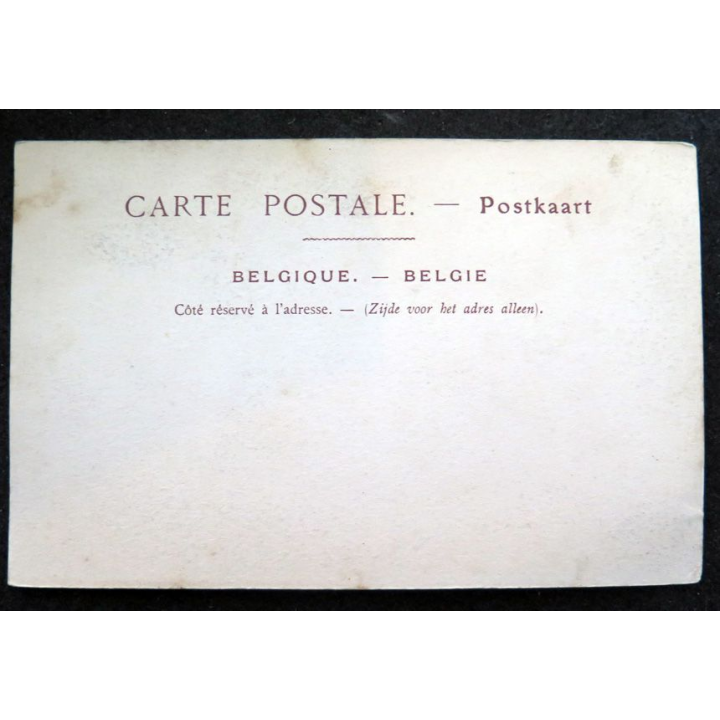 CARTE POSTALE. — Postkaart
BELGIQUE. — BELGIE
Côté réservé à l'adresse. — (Zijde voor het adres alleen).